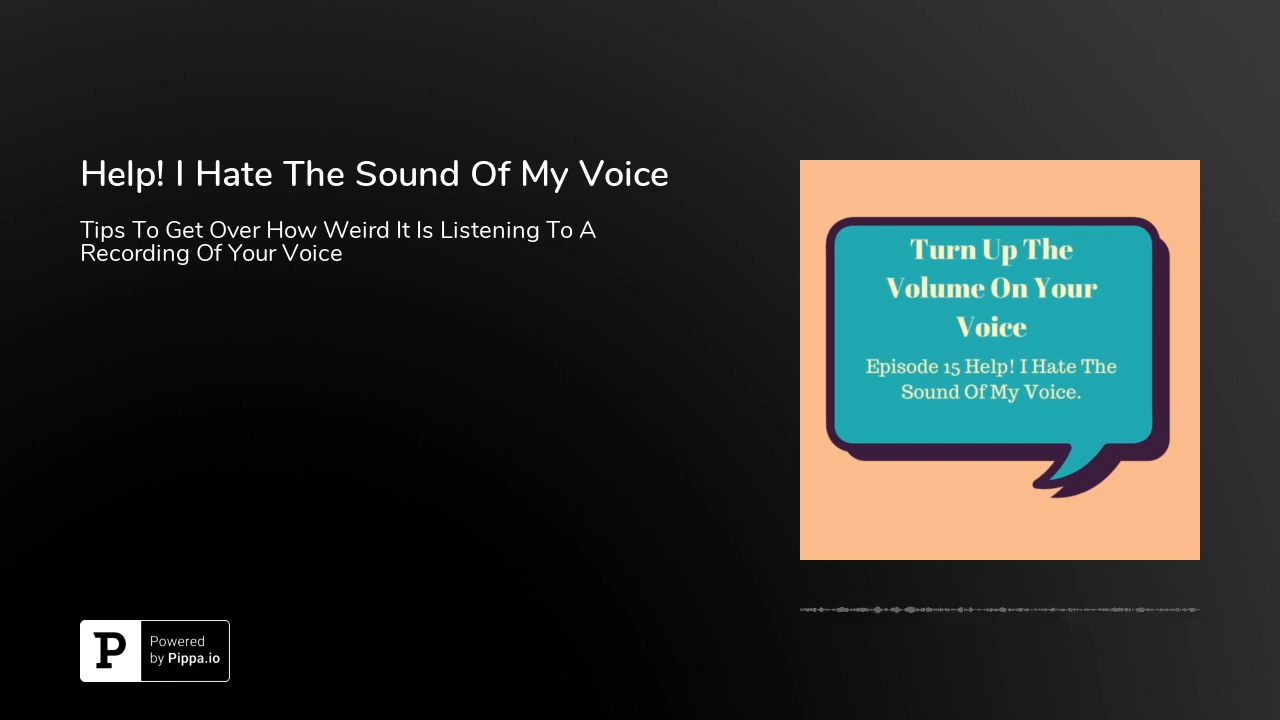 Help! I Hate The Sound Of My Voice
Tips To Get Over How Weird It Is Listening To A
Recording Of Your Voice
Turn Up The
Volume On Your
Voice
Episode 15 Help! I Hate The
Sound Of My Voice.
P
Powered
by Pippa.io